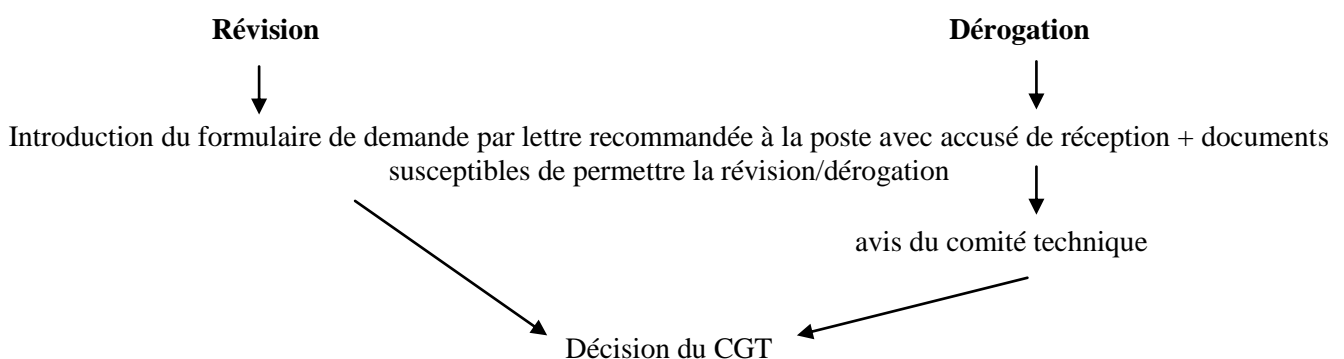 Révision
Dérogation
Introduction du formulaire de demande par lettre recommandée à la poste avec accusé de réception + documents
susceptibles de permettre la révision/dérogation
avis du comité technique
Décision du CGT